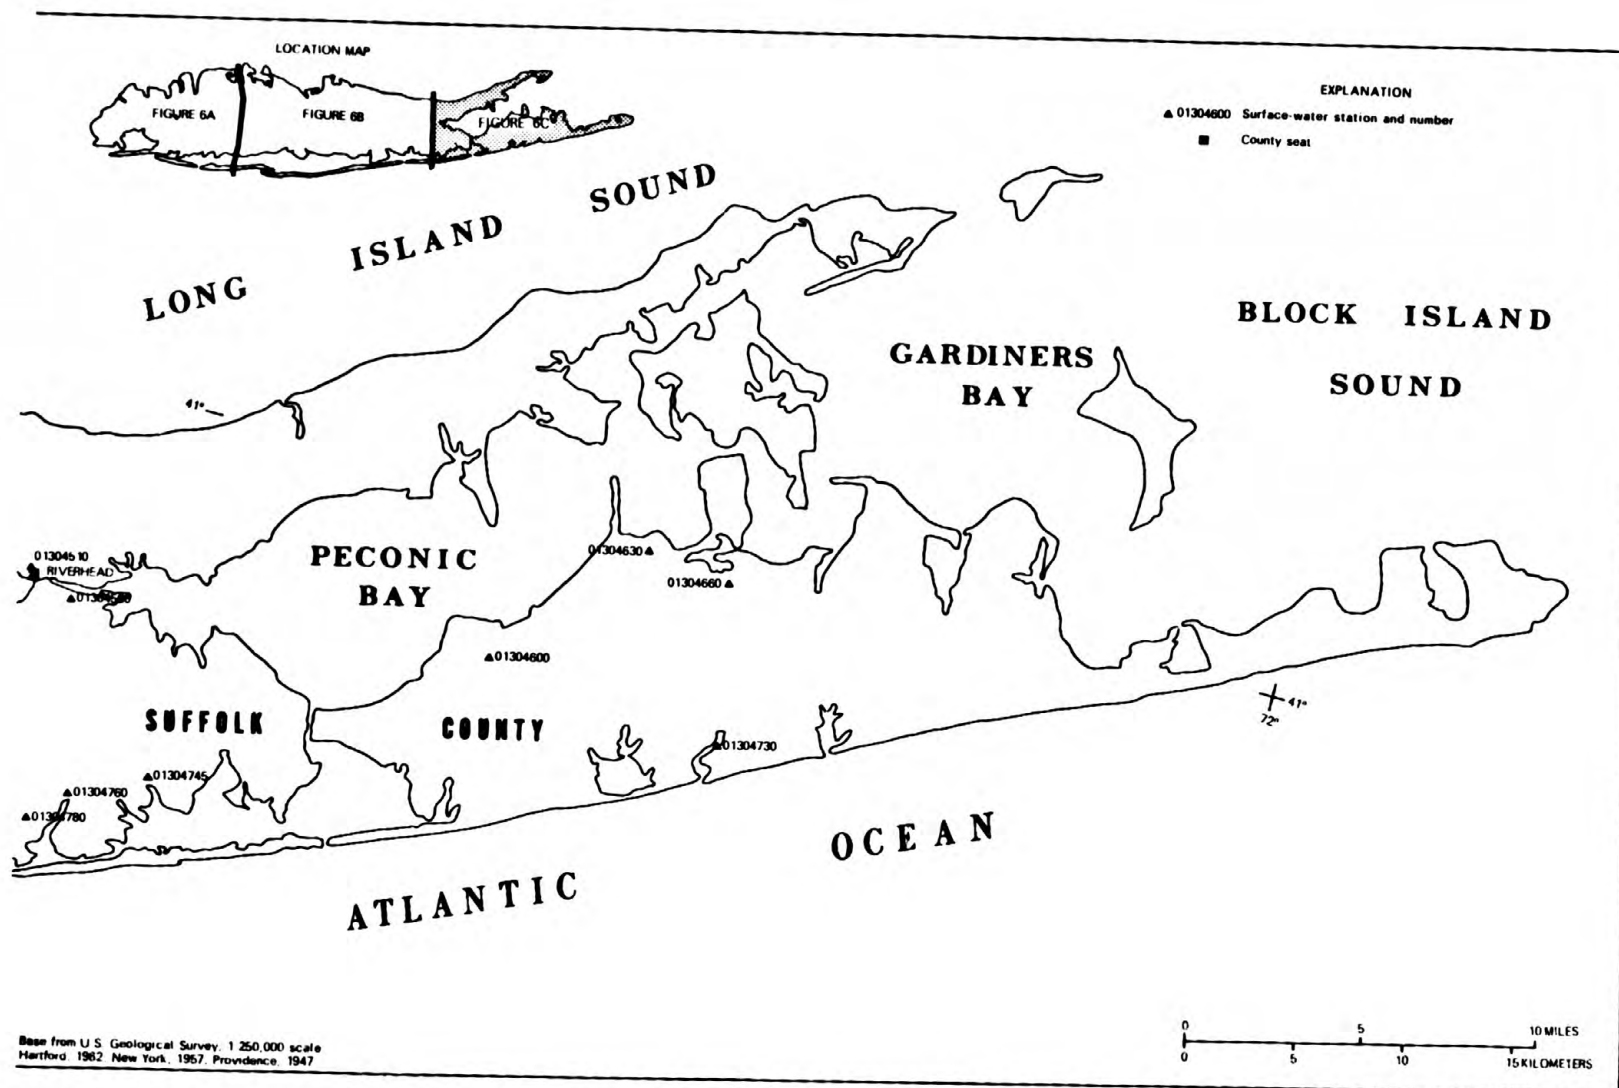 LOCATION MAP
FIGURE 6A
FIGURE 6B
FIGURE 6C
EXPLANATION
▲ 01304600 Surface-water station and number
■ County seat
LONG ISLAND SOUND
BLOCK ISLAND
SOUND
GARDINERS
BAY
41°
PECONIC
BAY
01304510
RIVERHEAD
▲01304630
01304660▲
▲01304600
SUFFOLK COUNTY
41°
72°
▲01304730
▲01304745
▲01304760
▲01304780
ATLANTIC OCEAN
Base from U S Geological Survey. 1 250,000 scale
Hartford. 1962 New York, 1957. Providence. 1947
0 5 10 MILES
0 5 10 15 KILOMETERS